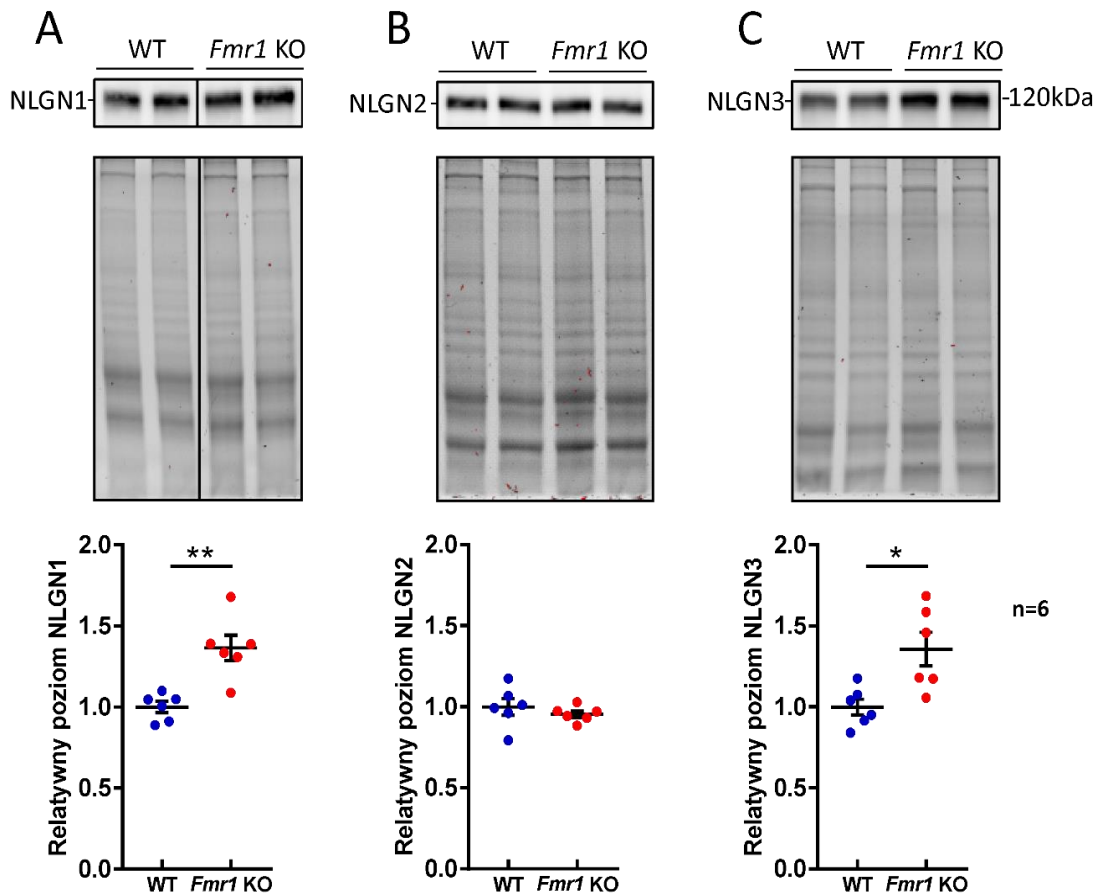 A
WT Fmr1 KO
NLGN1-
2.0
1.5
1.0
0.5
0.0
Relatywny poziom NLGN1
**
WT Fmr1 KO
B
WT Fmr1 KO
NLGN2-
2.0
1.5
1.0
0.5
0.0
Relatywny poziom NLGN2
WT Fmr1 KO
C
WT Fmr1 KO
NLGN3- -120kDa
2.0
1.5
1.0
0.5
0.0
Relatywny poziom NLGN3
*
WT Fmr1 KO
n=6